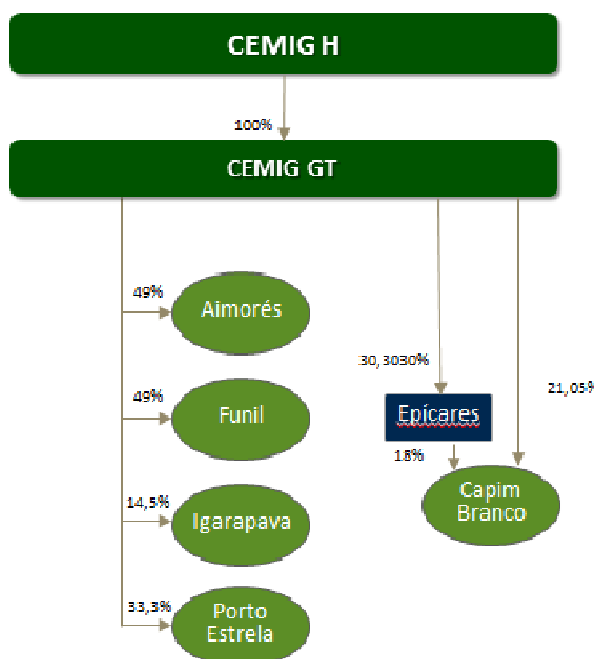 CEMIG H
100%
CEMIG GT
49%
Aimorés
49%
Funil
14,5%
Igarapava
33,3%
Porto
Estrela
30,3030%
Epícares
18%
21,05%
Capim
Branco